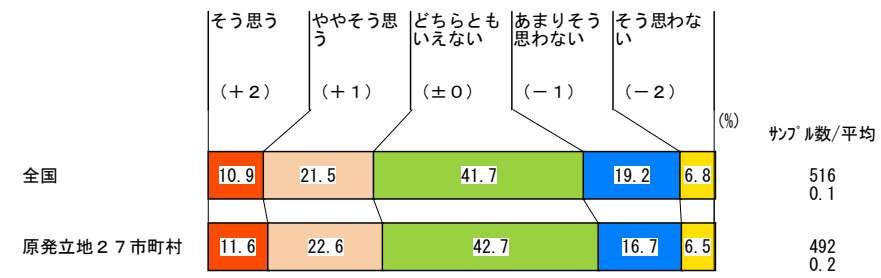 そう思う
ややそう思
う
どちらとも
いえない
あまりそう
思わない
そう思わな
い
（＋２）
（＋１）
（±０）
（－１）
（－２）
(%)
ｻﾝﾌﾟﾙ数/平均
全国
10.9 21.5 41.7 19.2 6.8
516
0.1
原発立地２７市町村
11.6 22.6 42.7 16.7 6.5
492
0.2